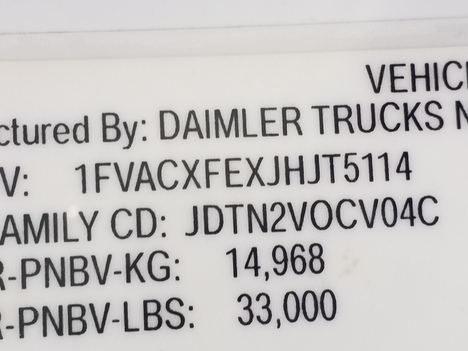 VEHIC
ctured By: DAIMLER TRUCKS N
V: 1FVACXFEXJHJT5114
AMILY CD: JDTN2VOCV04C
R-PNBV-KG: 14,968
R-PNBV-LBS: 33,000